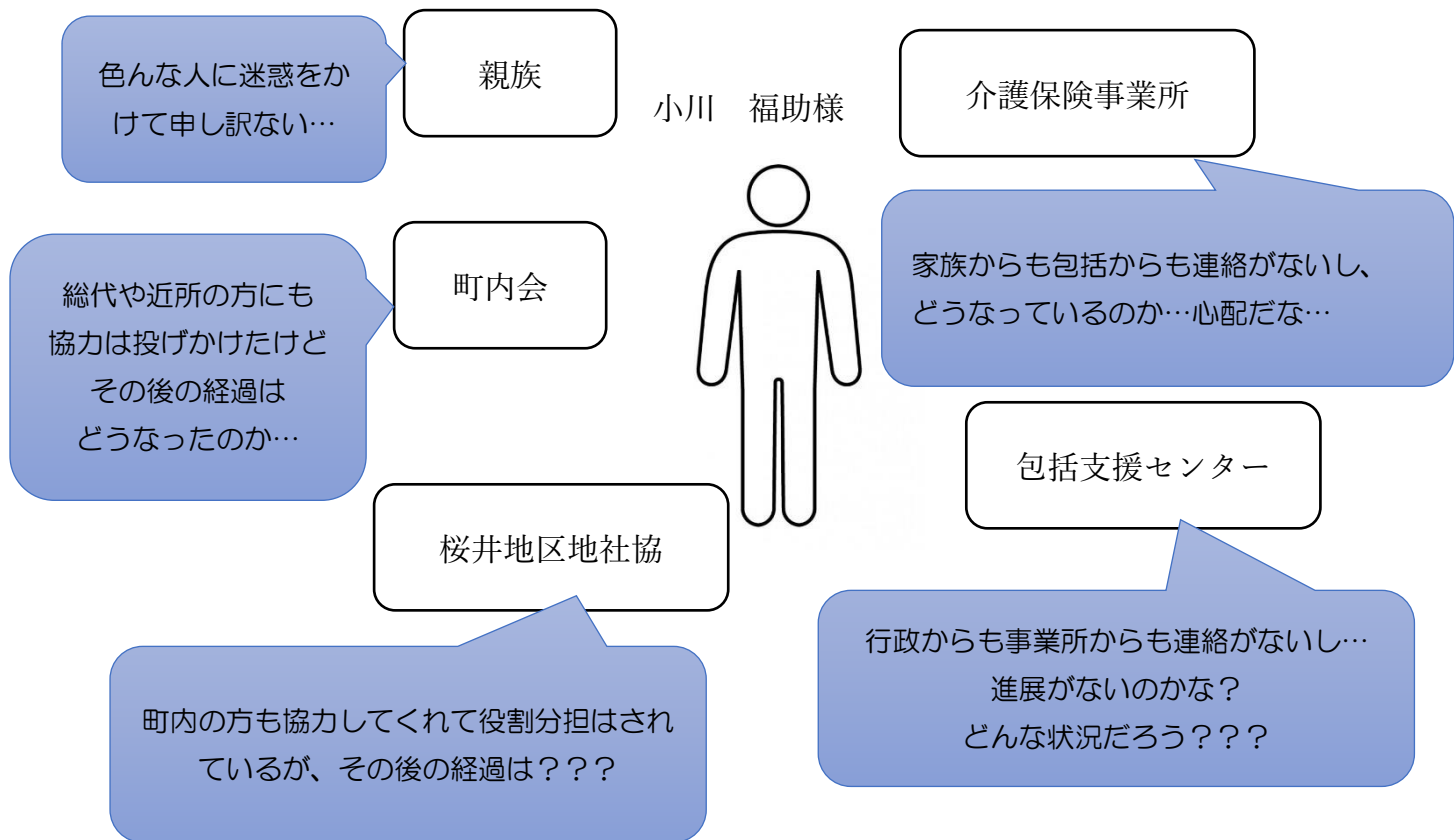 色んな人に迷惑をか
けて申し訳ない…
親族
小川　福助様
介護保険事業所
家族からも包括からも連絡がないし、
どうなっているのか…心配だな…
総代や近所の方にも
協力は投げかけたけど
その後の経過は
どうなったのか…
町内会
包括支援センター
行政からも事業所からも連絡がないし…
進展がないのかな？
どんな状況だろう？？？
桜井地区地社協
町内の方も協力してくれて役割分担はされ
ているが、その後の経過は？？？